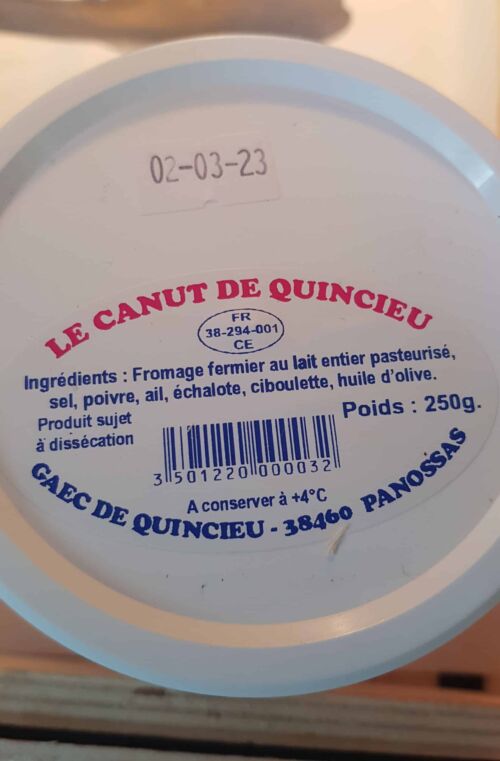 02-03-23
LE CANUT DE QUINCIEU
FR
38-294-001
CE
Ingrédients : Fromage fermier au lait entier pasteurisé,
sel, poivre, ail, échalote, ciboulette, huile d'olive.
Produit sujet
à dissécation
Poids : 250g.
3 501220 000032
A conserver à +4°C
GAEC DE QUINCIEU - 38460 PANOSSAS